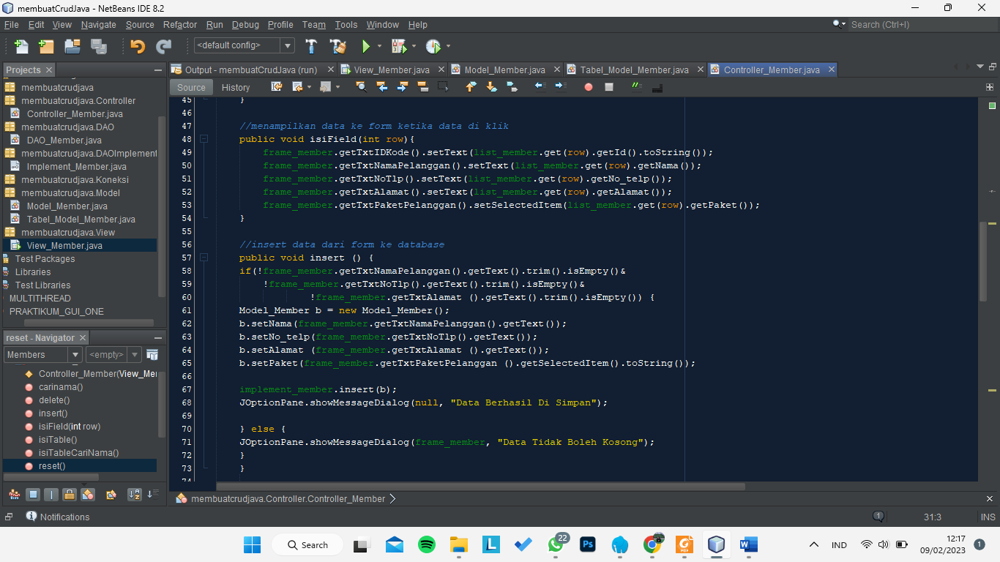 membuatCrudJava - NetBeans IDE 8.2
File Edit View Navigate Source Refactor Run Debug Profile Team Tools Window Help
Search (Ctrl+I)
<default config>
Projects
Output - membuatCrudJava (run)
View_Member.java
Model_Member.java
Tabel_Model_Member.java
Controller_Member.java
membuatcrudjava
membuatcrudjava.Controller
Controller_Member.java
membuatcrudjava.DAO
DAO_Member.java
membuatcrudjava.DAOImplement
Implement_Member.java
membuatcrudjava.Koneksi
membuatcrudjava.Model
Model_Member.java
Tabel_Model_Member.java
membuatcrudjava.View
View_Member.java
Test Packages
Libraries
Test Libraries
MULTITHREAD
PRAKTIKUM_GUI_ONE
reset - Navigator
Members
<empty>
Controller_Member(View_Mer
carinama()
delete()
insert()
isiField(int row)
isiTable()
isiTableCariNama()
reset()
Source History
45 }
46
47 //menampilkan data ke form ketika data di klik
48 public void isiField(int row){
49 frame_member.getTxtIDKode().setText(list_member.get(row).getId().toString());
50 frame_member.getTxtNamaPelanggan().setText(list_member.get(row).getNama());
51 frame_member.getTxtNoTlp().setText(list_member.get(row).getNo_telp());
52 frame_member.getTxtAlamat().setText(list_member.get(row).getAlamat());
53 frame_member.getTxtPaketPelanggan().setSelectedItem(list_member.get(row).getPaket());
54 }
55
56 //insert data dari form ke database
57 public void insert () {
58 if(!frame_member.getTxtNamaPelanggan().getText().trim().isEmpty()&
59 !frame_member.getTxtNoTlp().getText().trim().isEmpty()&
60 !frame_member.getTxtAlamat ().getText().trim().isEmpty()) {
61 Model_Member b = new Model_Member();
62 b.setNama(frame_member.getTxtNamaPelanggan().getText());
63 b.setNo_telp(frame_member.getTxtNoTlp().getText());
64 b.setAlamat (frame_member.getTxtAlamat ().getText());
65 b.setPaket(frame_member.getTxtPaketPelanggan ().getSelectedItem().toString());
66
67 implement_member.insert(b);
68 JOptionPane.showMessageDialog(null, "Data Berhasil Di Simpan");
69
70 } else {
71 JOptionPane.showMessageDialog(frame_member, "Data Tidak Boleh Kosong");
72 }
73 }
74
membuatcrudjava.Controller.Controller_Member
Notifications
1
31:3
INS
Search
22
Ps
IND
12:17
09/02/2023
1